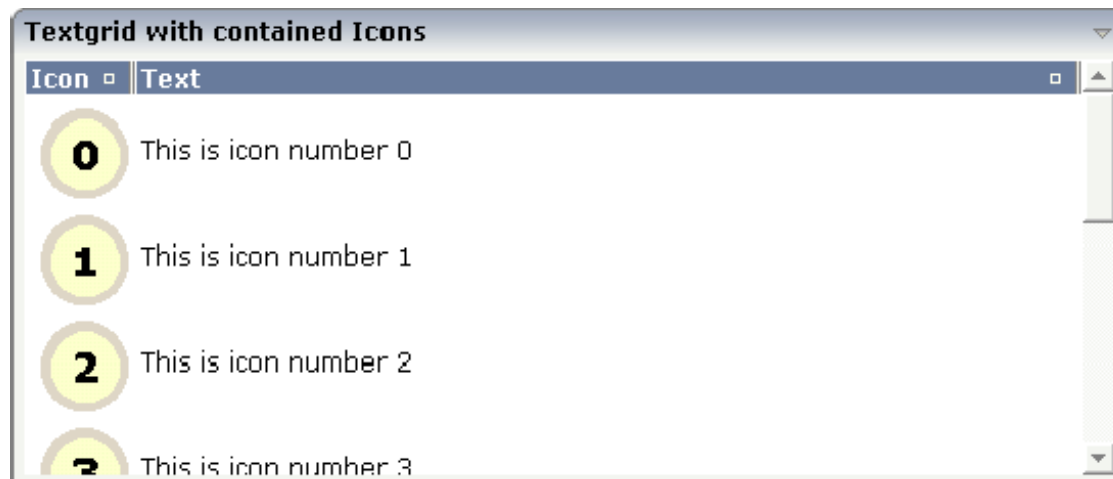 Textgrid with contained Icons
Icon Text
0 This is icon number 0
1 This is icon number 1
2 This is icon number 2
3 This is icon number 3